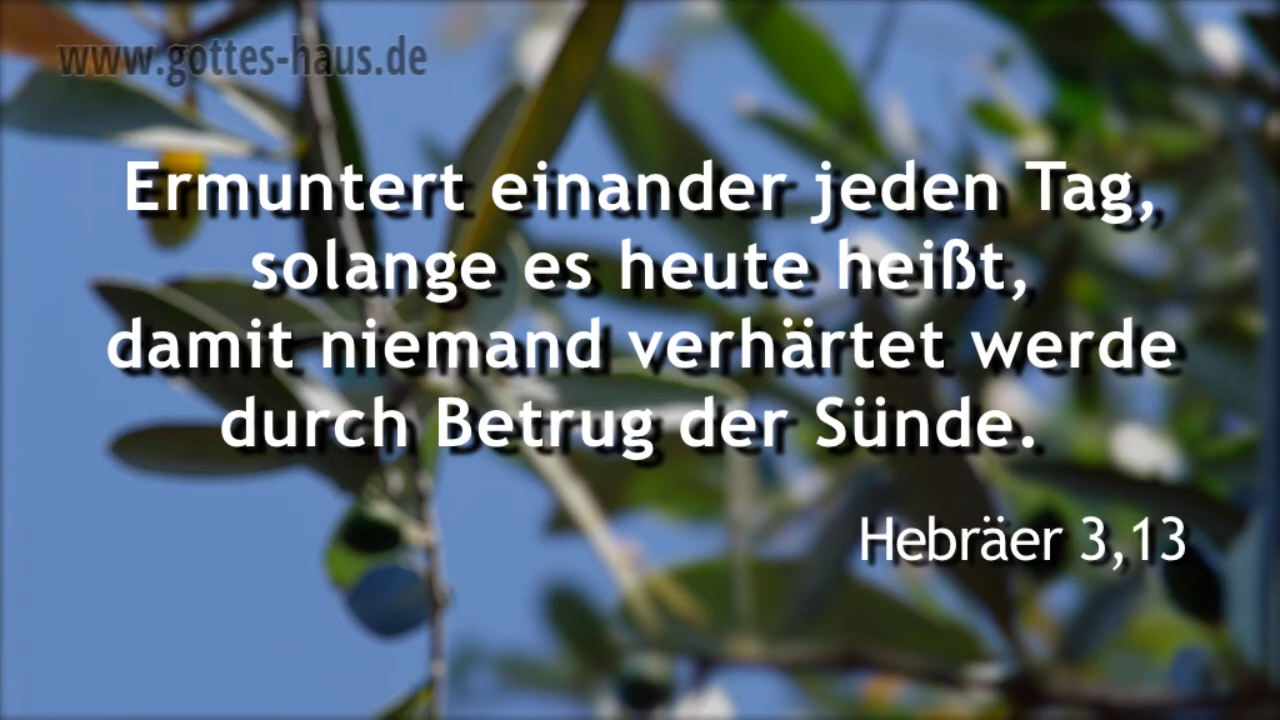 www.gottes-haus.de
Ermuntert einander jeden Tag,
solange es heute heißt,
damit niemand verhärtet werde
durch Betrug der Sünde.
Hebräer 3,13